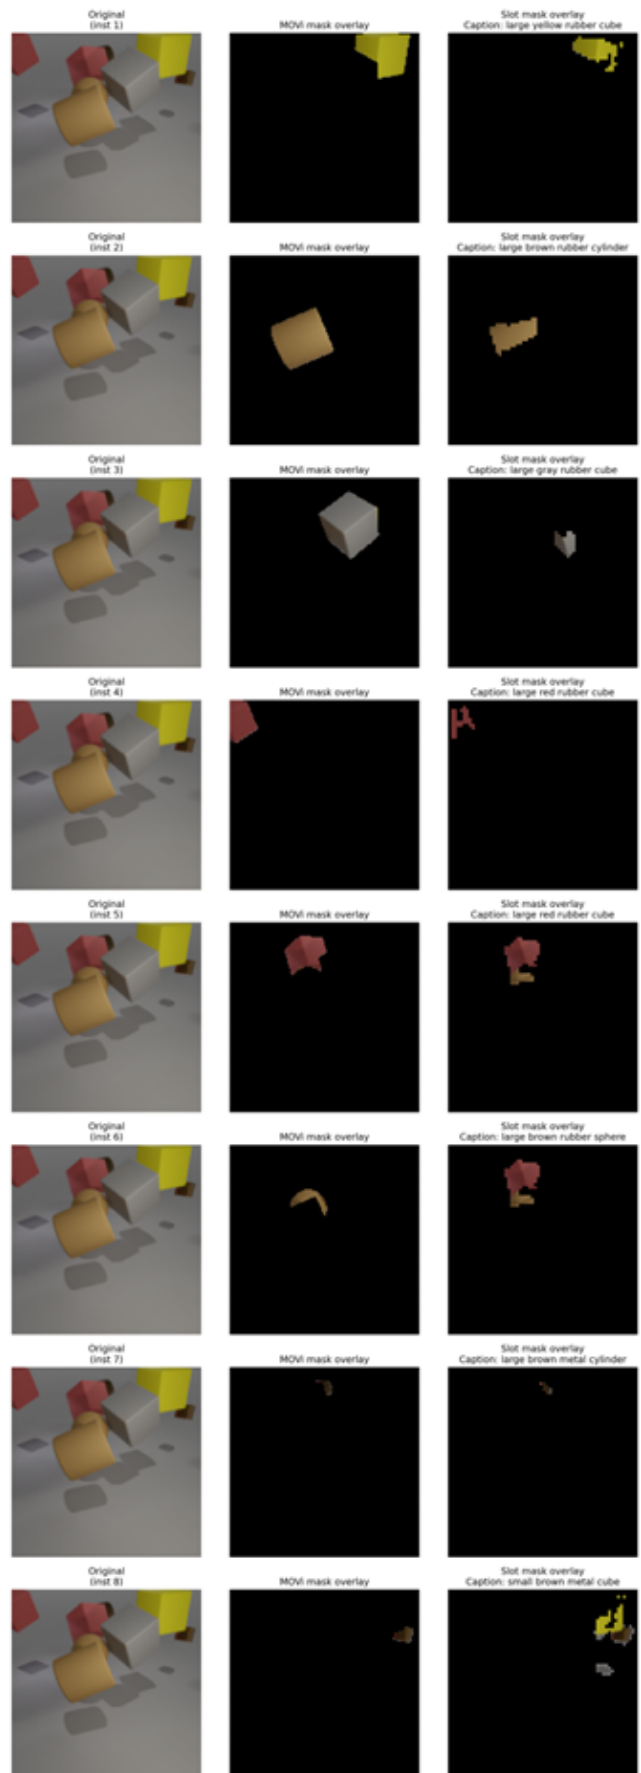 Original
(inst 1)
MOVi mask overlay
Slot mask overlay
Caption: large yellow rubber cube
Original
(inst 2)
MOVi mask overlay
Slot mask overlay
Caption: large brown rubber cylinder
Original
(inst 3)
MOVi mask overlay
Slot mask overlay
Caption: large gray rubber cube
Original
(inst 4)
MOVi mask overlay
Slot mask overlay
Caption: large red rubber cube
Original
(inst 5)
MOVi mask overlay
Slot mask overlay
Caption: large red rubber cube
Original
(inst 6)
MOVi mask overlay
Slot mask overlay
Caption: large brown rubber sphere
Original
(inst 7)
MOVi mask overlay
Slot mask overlay
Caption: large brown metal cylinder
Original
(inst 8)
MOVi mask overlay
Slot mask overlay
Caption: small brown metal cube